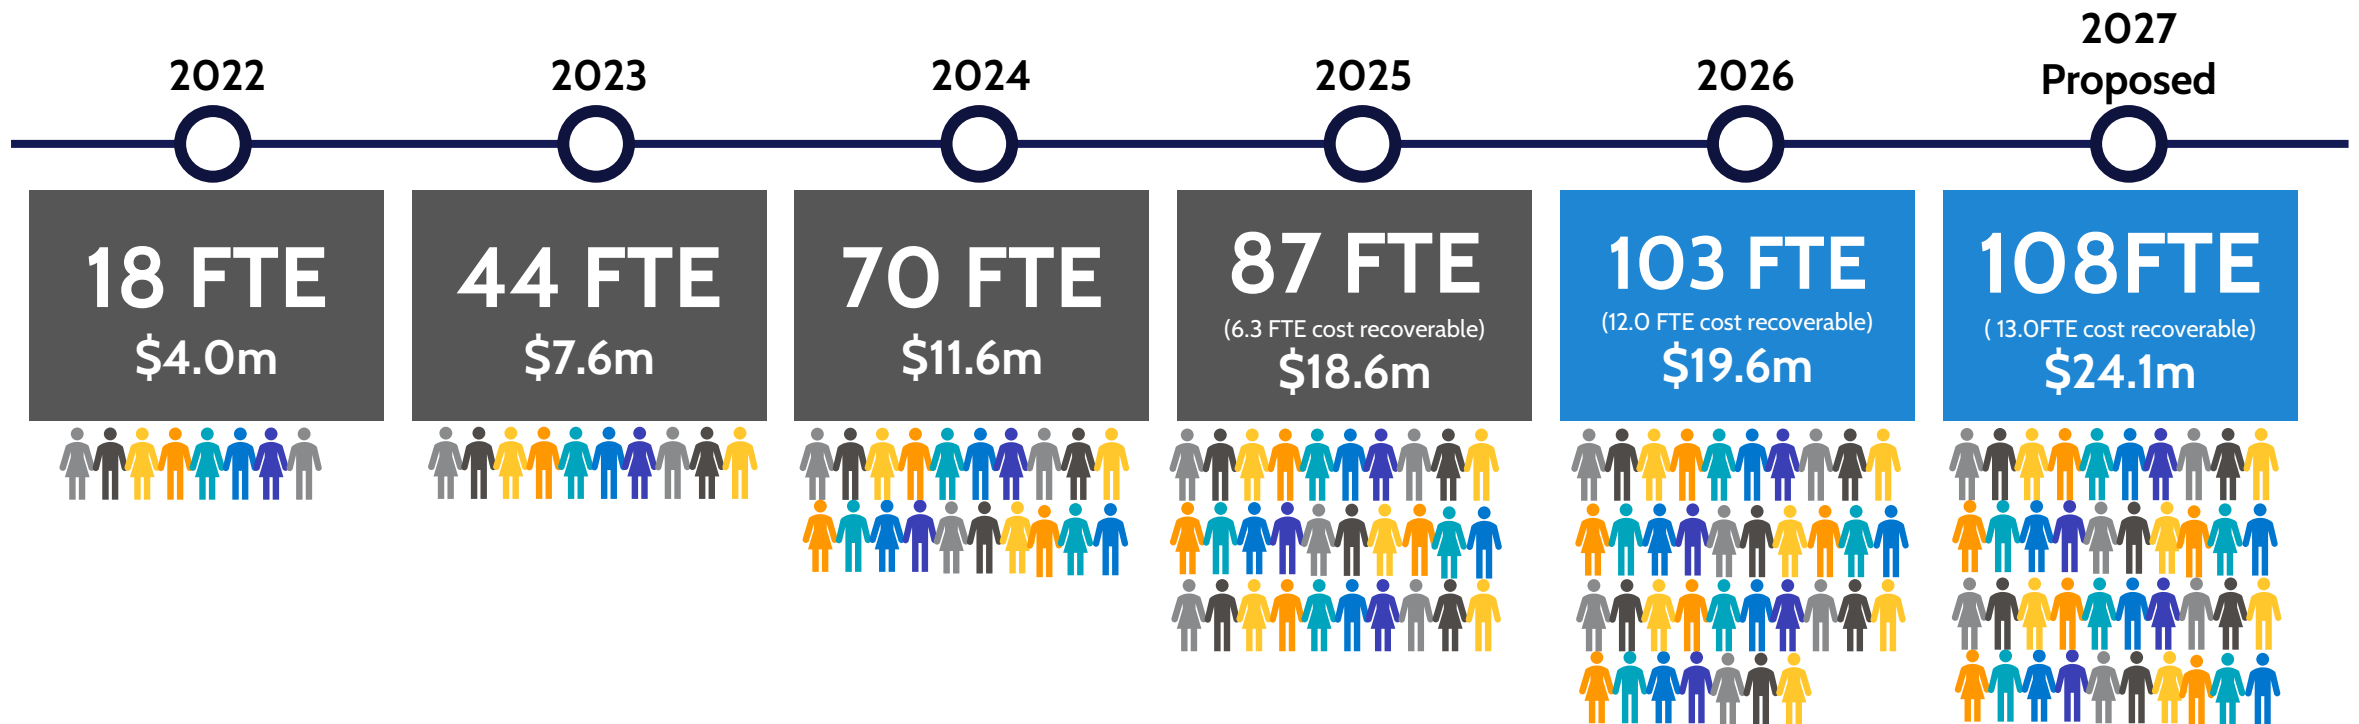 2022
18 FTE
$4.0m
2023
44 FTE
$7.6m
2024
70 FTE
$11.6m
2025
87 FTE
(6.3 FTE cost recoverable)
$18.6m
2026
103 FTE
(12.0 FTE cost recoverable)
$19.6m
2027
Proposed
108FTE
( 13.0FTE cost recoverable)
$24.1m